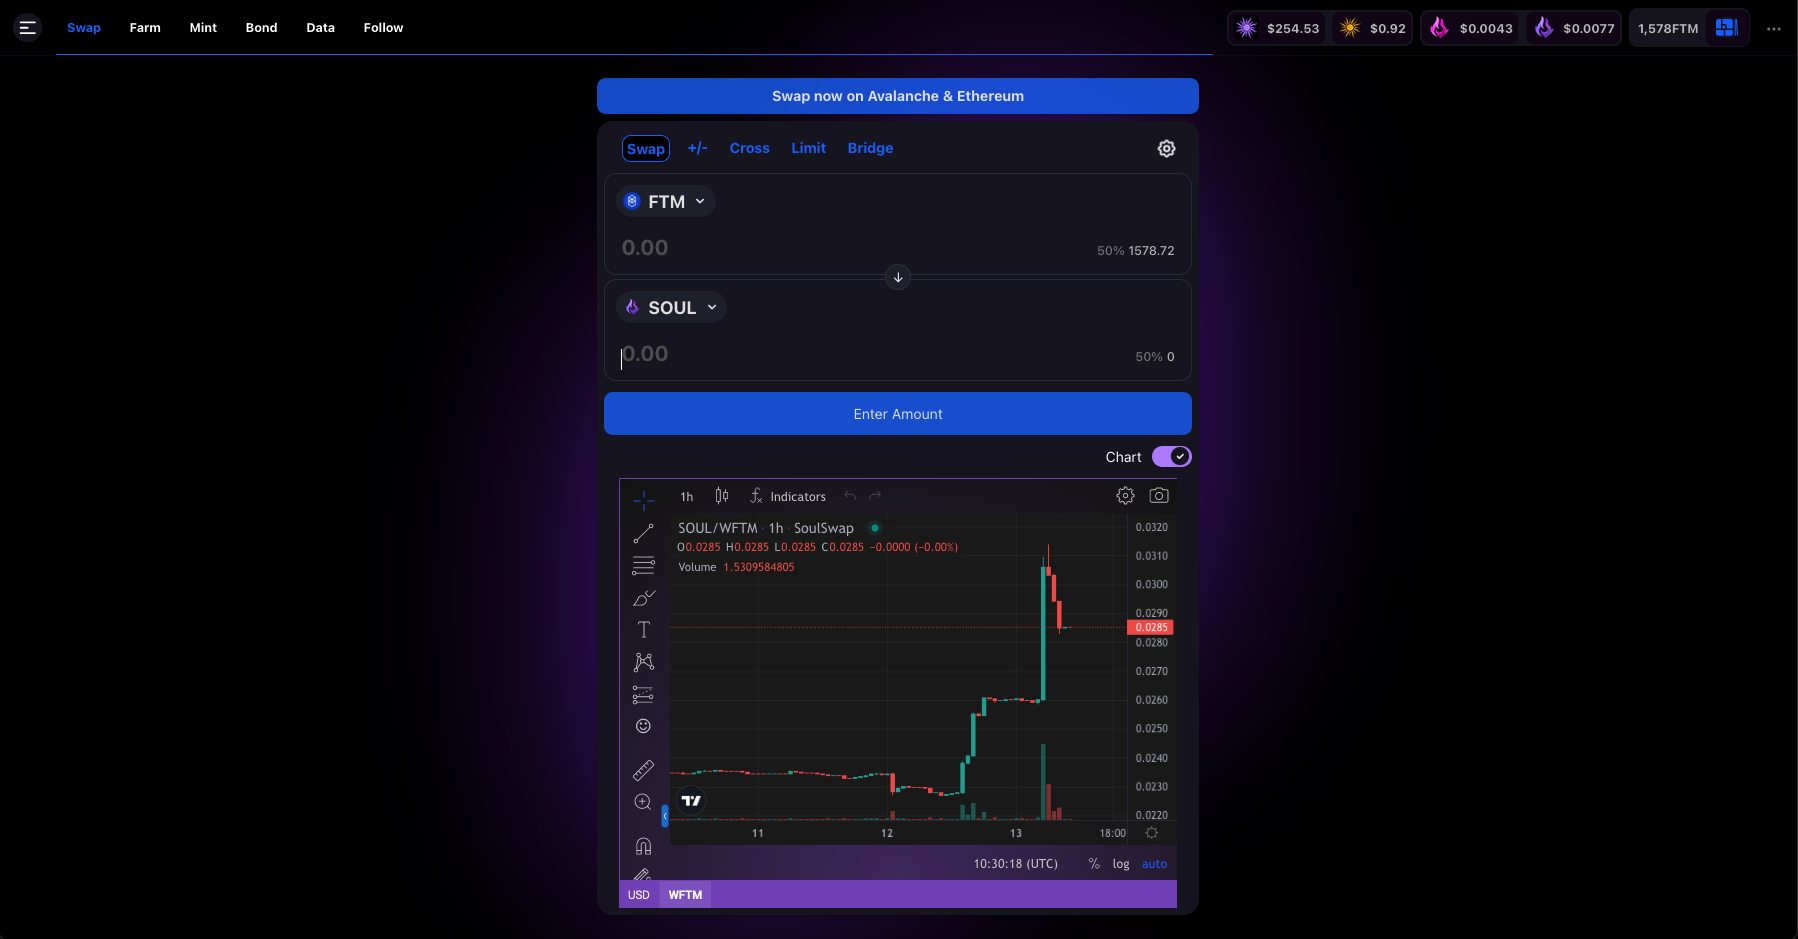 Swap Farm Mint Bond Data Follow $254.53 $0.92 $0.0043 $0.0077 1,578FTM
Swap now on Avalanche & Ethereum
Swap +/- Cross Limit Bridge
FTM
0.00 50% 1578.72
SOUL
0.00 50% 0
Enter Amount
Chart
1h Indicators
SOUL/WFTM · 1h · SoulSwap
O0.0285 H0.0285 L0.0285 C0.0285 −0.0000 (−0.00%)
Volume 1.5309584805
0.0320
0.0310
0.0300
0.0290
0.0285
0.0280
0.0270
0.0260
0.0250
0.0240
0.0230
0.0220
11 12 13 18:00
10:30:18 (UTC) % log auto
USD WFTM